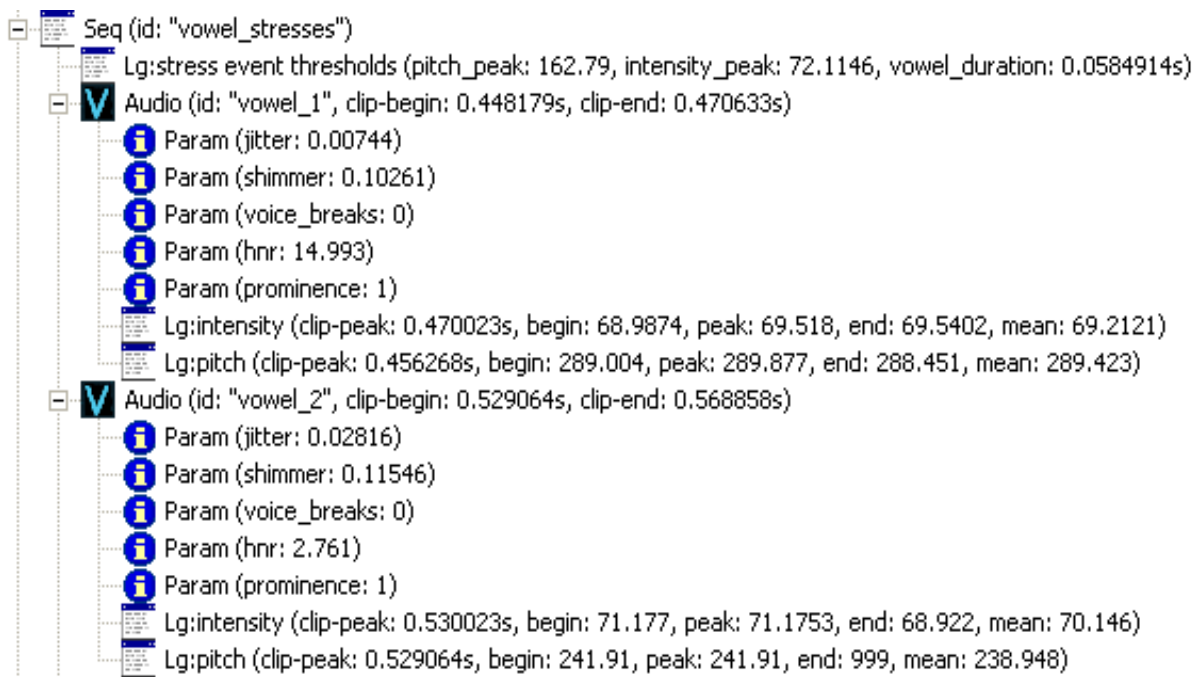 Seq (id: "vowel_stresses")
Lg:stress event thresholds (pitch_peak: 162.79, intensity_peak: 72.1146, vowel_duration: 0.0584914s)
Audio (id: "vowel_1", clip-begin: 0.448179s, clip-end: 0.470633s)
Param (jitter: 0.00744)
Param (shimmer: 0.10261)
Param (voice_breaks: 0)
Param (hnr: 14.993)
Param (prominence: 1)
Lg:intensity (clip-peak: 0.470023s, begin: 68.9874, peak: 69.518, end: 69.5402, mean: 69.2121)
Lg:pitch (clip-peak: 0.456268s, begin: 289.004, peak: 289.877, end: 288.451, mean: 289.423)
Audio (id: "vowel_2", clip-begin: 0.529064s, clip-end: 0.568858s)
Param (jitter: 0.02816)
Param (shimmer: 0.11546)
Param (voice_breaks: 0)
Param (hnr: 2.761)
Param (prominence: 1)
Lg:intensity (clip-peak: 0.530023s, begin: 71.177, peak: 71.1753, end: 68.922, mean: 70.146)
Lg:pitch (clip-peak: 0.529064s, begin: 241.91, peak: 241.91, end: 999, mean: 238.948)